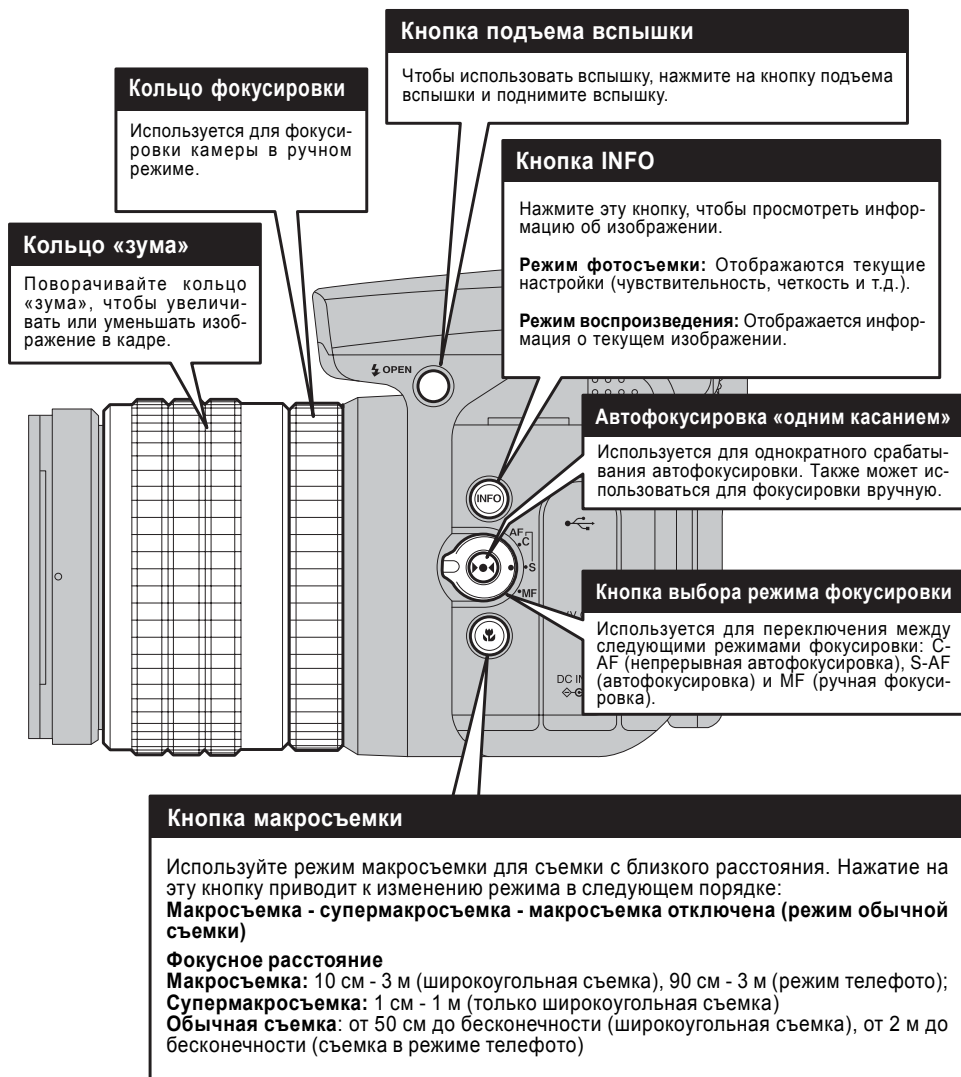 Кнопка подъема вспышки
Чтобы использовать вспышку, нажмите на кнопку подъема
вспышки и поднимите вспышку.
Кольцо фокусировки
Используется для фокуси-
ровки камеры в ручном
режиме.
Кнопка INFO
Нажмите эту кнопку, чтобы просмотреть инфор-
мацию об изображении.
Режим фотосъемки: Отображаются текущие
настройки (чувствительность, четкость и т.д.).
Режим воспроизведения: Отображается инфор-
мация о текущем изображении.
Кольцо «зума»
Поворачивайте кольцо
«зума», чтобы увеличи-
вать или уменьшать изоб-
ражение в кадре.
OPEN
Автофокусировка «одним касанием»
Используется для однократного срабаты-
вания автофокусировки. Также может ис-
пользоваться для фокусировки вручную.
INFO
AF
C
S
MF
Кнопка выбора режима фокусировки
Используется для переключения между
следующими режимами фокусировки: C-
AF (непрерывная автофокусировка), S-AF
(автофокусировка) и MF (ручная фокуси-
ровка).
DC IN
Кнопка макросъемки
Используйте режим макросъемки для съемки с близкого расстояния. Нажатие на
эту кнопку приводит к изменению режима в следующем порядке:
Макросъемка - супермакросъемка - макросъемка отключена (режим обычной
съемки)
Фокусное расстояние
Макросъемка: 10 см - 3 м (широкоугольная съемка), 90 см - 3 м (режим телефото);
Супермакросъемка: 1 см - 1 м (только широкоугольная съемка)
Обычная съемка: от 50 см до бесконечности (широкоугольная съемка), от 2 м до
бесконечности (съемка в режиме телефото)